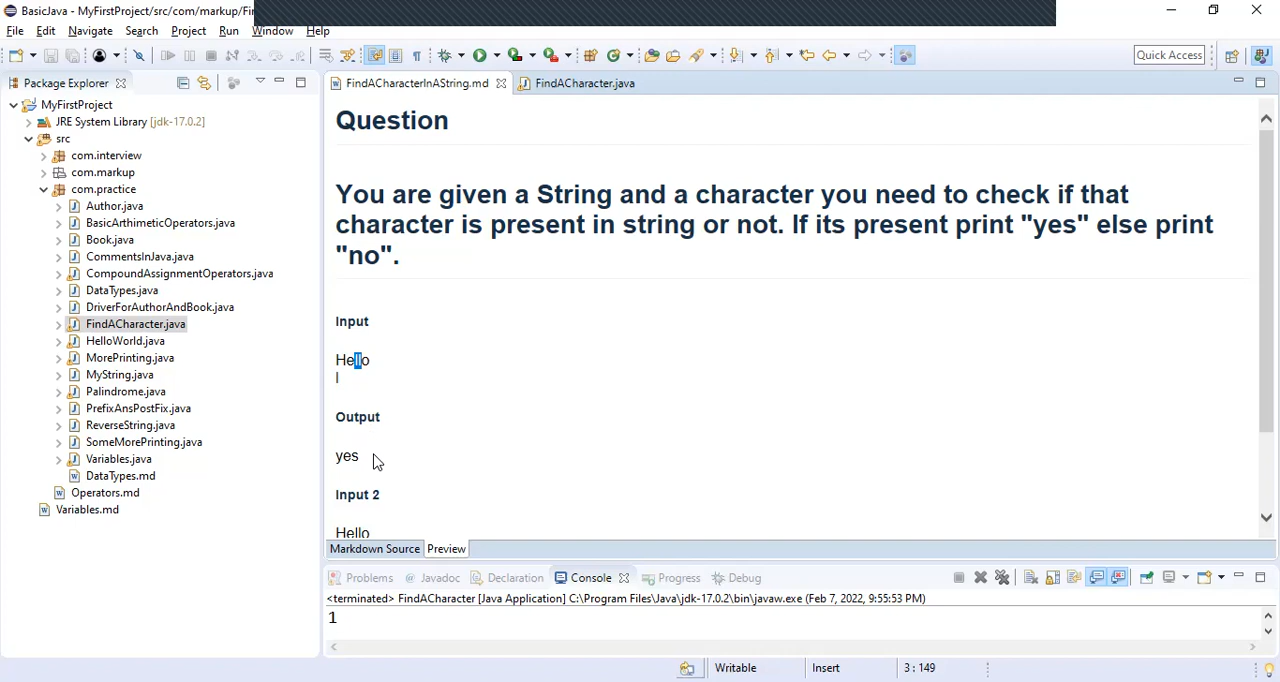 BasicJava - MyFirstProject/src/com/markup/Fi
File Edit Navigate Search Project Run Window Help
Quick Access
Package Explorer
FindACharacterInAString.md
FindACharacter.java
MyFirstProject
JRE System Library [jdk-17.0.2]
src
com.interview
com.markup
com.practice
Author.java
BasicArthimeticOperators.java
Book.java
CommentsInJava.java
CompoundAssignmentOperators.java
DataTypes.java
DriverForAuthorAndBook.java
FindACharacter.java
HelloWorld.java
MorePrinting.java
MyString.java
Palindrome.java
PrefixAnsPostFix.java
ReverseString.java
SomeMorePrinting.java
Variables.java
DataTypes.md
Operators.md
Variables.md
Question
You are given a String and a character you need to check if that
character is present in string or not. If its present print "yes" else print
"no".
Input
Hello
l
Output
yes
Input 2
Hello
Markdown Source Preview
Problems @ Javadoc Declaration Console Progress Debug
<terminated> FindACharacter [Java Application] C:\Program Files\Java\jdk-17.0.2\bin\javaw.exe (Feb 7, 2022, 9:55:53 PM)
1
Writable Insert 3 : 149